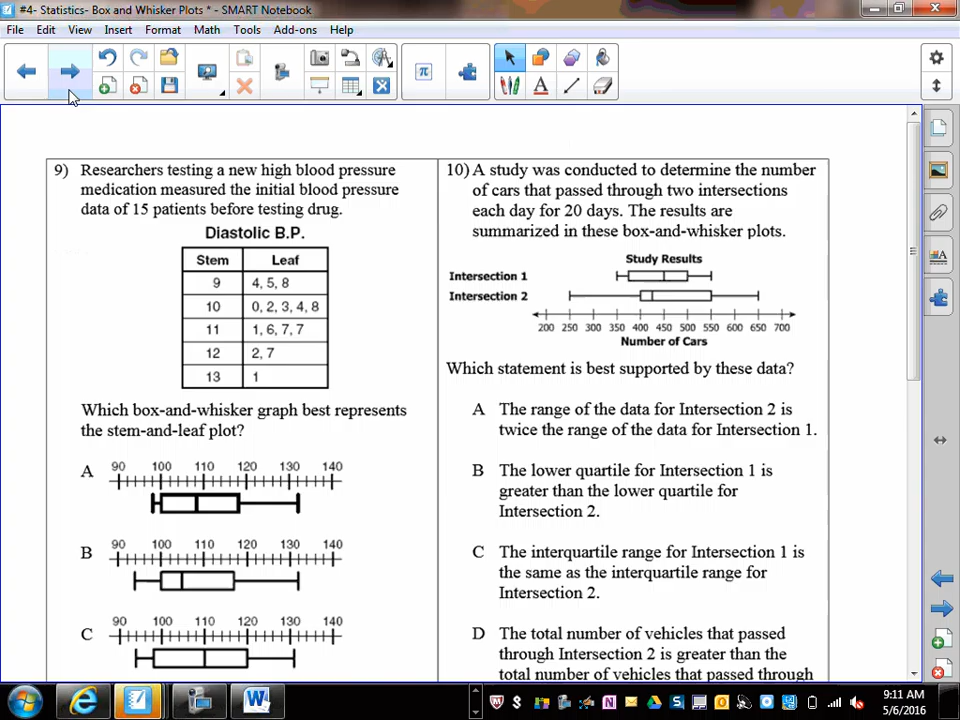 #4- Statistics- Box and Whisker Plots * - SMART Notebook
File Edit View Insert Format Math Tools Add-ons Help
9) Researchers testing a new high blood pressure
medication measured the initial blood pressure
data of 15 patients before testing drug.
Diastolic B.P.
Stem Leaf
9 4, 5, 8
10 0, 2, 3, 4, 8
11 1, 6, 7, 7
12 2, 7
13 1
Which box-and-whisker graph best represents
the stem-and-leaf plot?
A 90 100 110 120 130 140
B 90 100 110 120 130 140
C 90 100 110 120 130 140
10) A study was conducted to determine the number
of cars that passed through two intersections
each day for 20 days. The results are
summarized in these box-and-whisker plots.
Study Results
Intersection 1
Intersection 2
200 250 300 350 400 450 500 550 600 650 700
Number of Cars
Which statement is best supported by these data?
A The range of the data for Intersection 2 is
twice the range of the data for Intersection 1.
B The lower quartile for Intersection 1 is
greater than the lower quartile for
Intersection 2.
C The interquartile range for Intersection 1 is
the same as the interquartile range for
Intersection 2.
D The total number of vehicles that passed
through Intersection 2 is greater than the
total number of vehicles that passed through
9:11 AM
5/6/2016